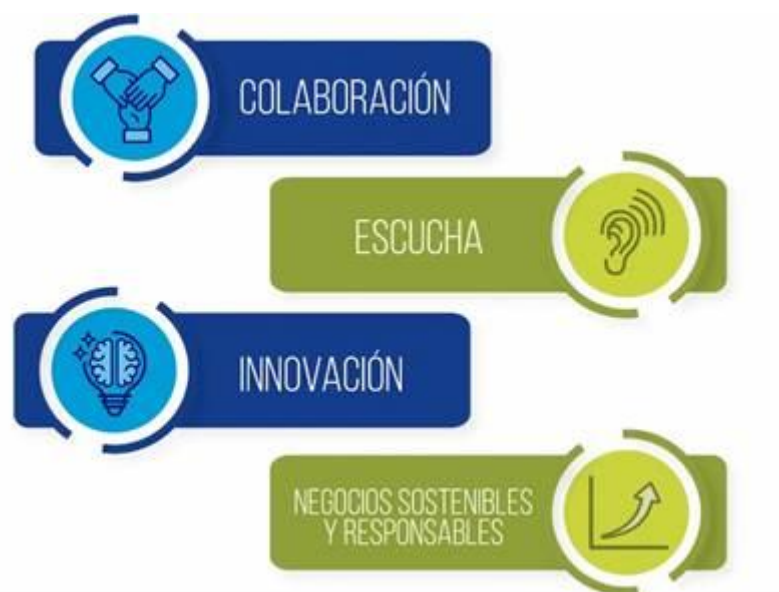 COLABORACIÓN
ESCUCHA
INNOVACIÓN
NEGOCIOS SOSTENIBLES
Y RESPONSABLES